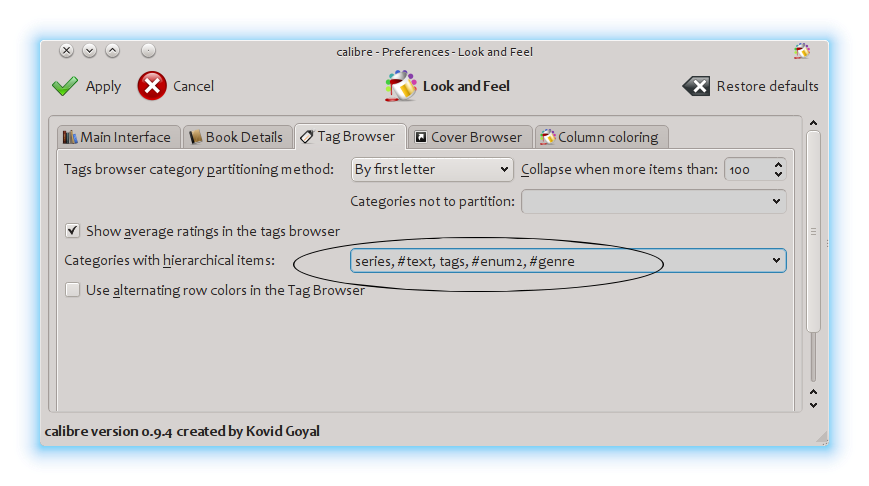 calibre - Preferences - Look and Feel
Apply Cancel Look and Feel Restore defaults
Main Interface Book Details Tag Browser Cover Browser Column coloring
Tags browser category partitioning method: By first letter Collapse when more items than: 100
Categories not to partition:
Show average ratings in the tags browser
Categories with hierarchical items: series, #text, tags, #enum2, #genre
Use alternating row colors in the Tag Browser
calibre version 0.9.4 created by Kovid Goyal